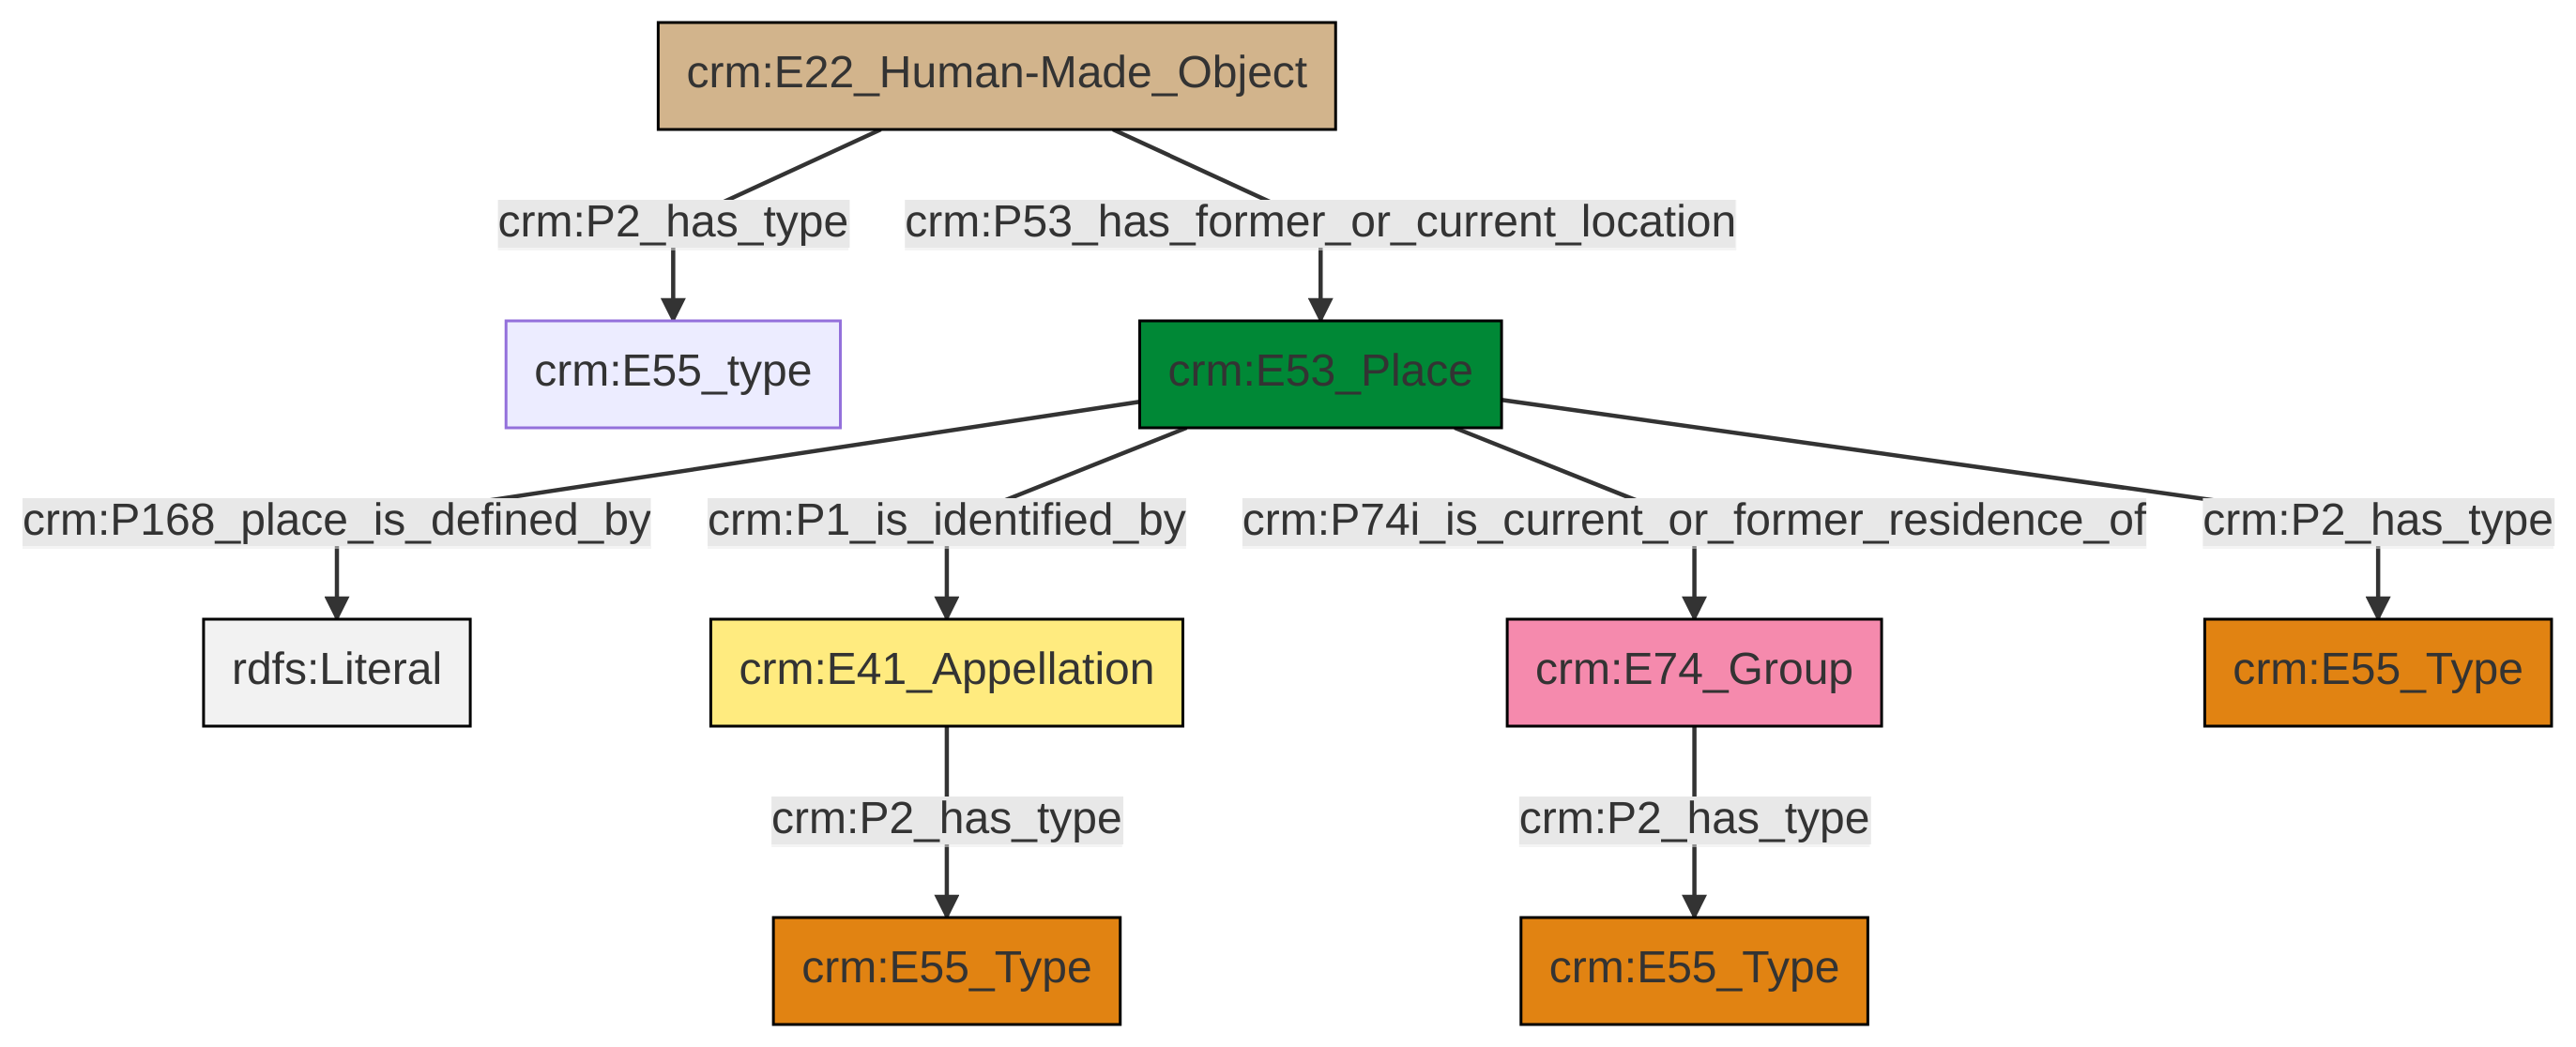 crm:E22_Human-Made_Object
crm:P2_has_type
crm:P53_has_former_or_current_location
crm:E55_type
crm:E53_Place
crm:P168_place_is_defined_by
crm:P1_is_identified_by
crm:P74i_is_current_or_former_residence_of
crm:P2_has_type
rdfs:Literal
crm:E41_Appellation
crm:E74_Group
crm:E55_Type
crm:P2_has_type
crm:P2_has_type
crm:E55_Type
crm:E55_Type